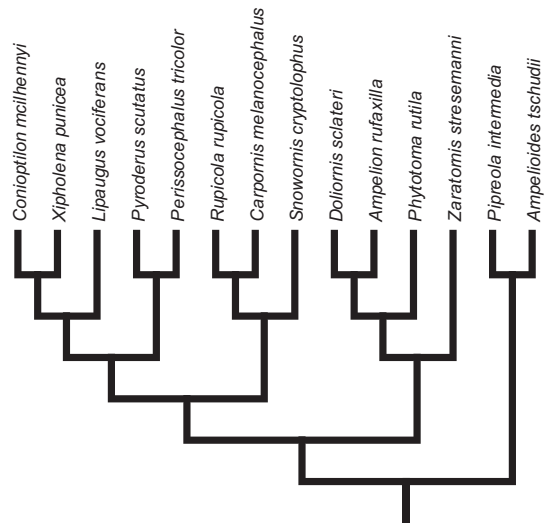 Conioptilon mcilhennyi
Xipholena punicea
Lipaugus vociferans
Pyroderus scutatus
Perissocephalus tricolor
Rupicola rupicola
Carpornis melanocephalus
Snowornis cryptolophus
Doliornis sclateri
Ampelion rufaxilla
Phytotoma rutila
Zaratornis stresemanni
Pipreola intermedia
Ampelioides tschudii